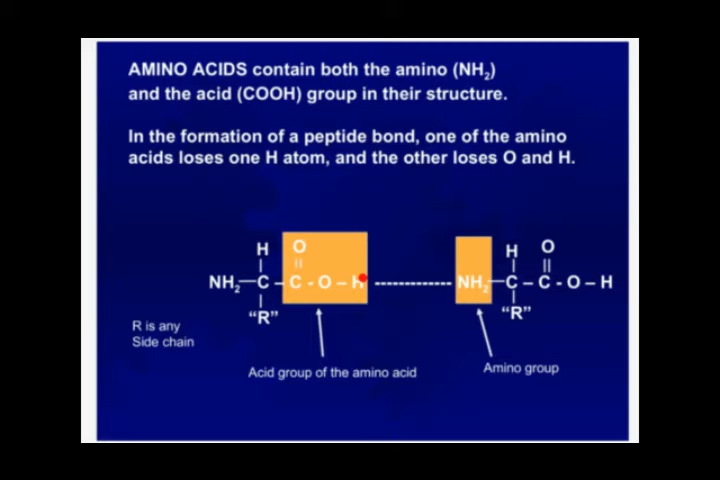 AMINO ACIDS contain both the amino (NH₂)
and the acid (COOH) group in their structure.
In the formation of a peptide bond, one of the amino
acids loses one H atom, and the other loses O and H.
H O H O
NH₂—C - C - O – H ------------ NH₂—C – C - O – H
"R" "R"
R is any
Side chain
Acid group of the amino acid
Amino group